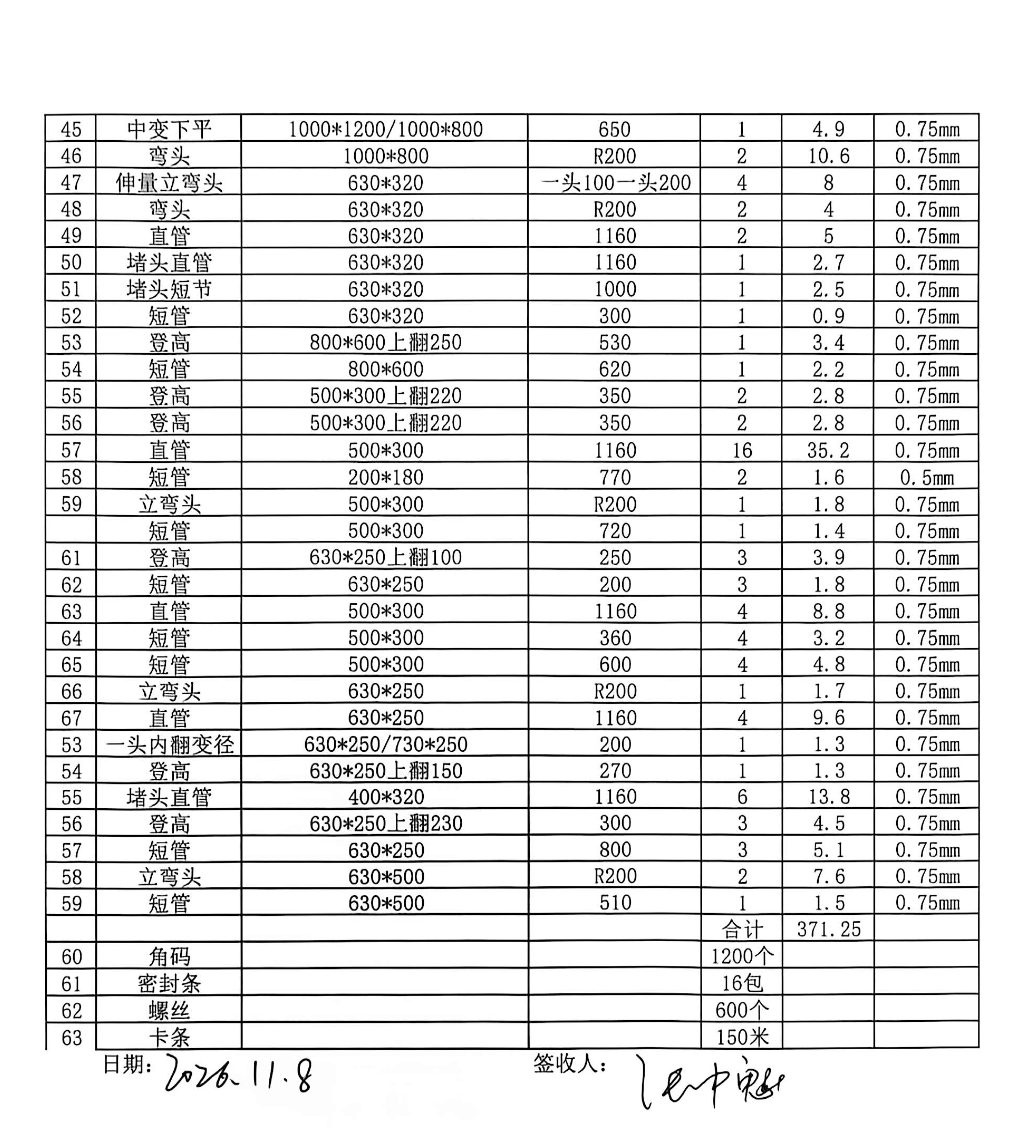 45 中变下平 1000*1200/1000*800 650 1 4.9 0.75mm
46 弯头 1000*800 R200 2 10.6 0.75mm
47 伸量立弯头 630*320 一头100一头200 4 8 0.75mm
48 弯头 630*320 R200 2 4 0.75mm
49 直管 630*320 1160 2 5 0.75mm
50 堵头直管 630*320 1160 1 2.7 0.75mm
51 堵头短节 630*320 1000 1 2.5 0.75mm
52 短管 630*320 300 1 0.9 0.75mm
53 登高 800*600上翻250 530 1 3.4 0.75mm
54 短管 800*600 620 1 2.2 0.75mm
55 登高 500*300上翻220 350 2 2.8 0.75mm
56 登高 500*300上翻220 350 2 2.8 0.75mm
57 直管 500*300 1160 16 35.2 0.75mm
58 短管 200*180 770 2 1.6 0.5mm
59 立弯头 500*300 R200 1 1.8 0.75mm
短管 500*300 720 1 1.4 0.75mm
61 登高 630*250上翻100 250 3 3.9 0.75mm
62 短管 630*250 200 3 1.8 0.75mm
63 直管 500*300 1160 4 8.8 0.75mm
64 短管 500*300 360 4 3.2 0.75mm
65 短管 500*300 600 4 4.8 0.75mm
66 立弯头 630*250 R200 1 1.7 0.75mm
67 直管 630*250 1160 4 9.6 0.75mm
53 一头内翻变径 630*250/730*250 200 1 1.3 0.75mm
54 登高 630*250上翻150 270 1 1.3 0.75mm
55 堵头直管 400*320 1160 6 13.8 0.75mm
56 登高 630*250上翻230 300 3 4.5 0.75mm
57 短管 630*250 800 3 5.1 0.75mm
58 立弯头 630*500 R200 2 7.6 0.75mm
59 短管 630*500 510 1 1.5 0.75mm
合计 371.25
60 角码 1200个
61 密封条 16包
62 螺丝 600个
63 卡条 150米
日期: 2026.11.8 签收人: